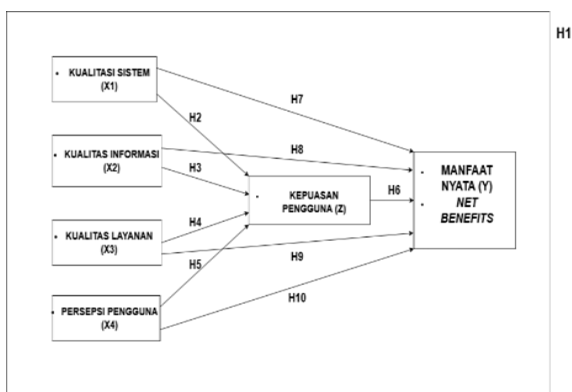 H1
KUALITASI SISTEM
(X1)
H7
H2
H8
KUALITAS INFORMASI
(X2)
H3
MANFAAT
NYATA (Y)
NET
BENEFITS
KEPUASAN
PENGGUNA (Z)
H6
H4
KUALITAS LAYANAN
(X3)
H9
H5
PERSEPSI PENGGUNA
(X4)
H10